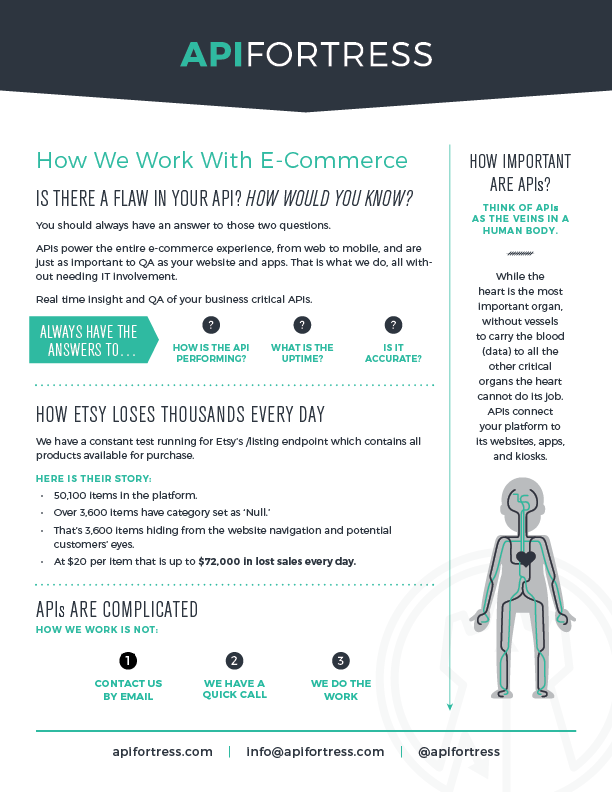 APIFORTRESS
How We Work With E-Commerce
IS THERE A FLAW IN YOUR API? HOW WOULD YOU KNOW?
You should always have an answer to those two questions.
APIs power the entire e-commerce experience, from web to mobile, and are
just as important to QA as your website and apps. That is what we do, all with-
out needing IT involvement.
Real time insight and QA of your business critical APIs.
ALWAYS HAVE THE
ANSWERS TO...
?
HOW IS THE API
PERFORMING?
?
WHAT IS THE
UPTIME?
?
IS IT
ACCURATE?
HOW ETSY LOSES THOUSANDS EVERY DAY
We have a constant test running for Etsy's /listing endpoint which contains all
products available for purchase.
HERE IS THEIR STORY:
• 50,100 items in the platform.
• Over 3,600 items have category set as 'Null.'
• That's 3,600 items hiding from the website navigation and potential
customers' eyes.
• At $20 per item that is up to $72,000 in lost sales every day.
APIs ARE COMPLICATED
HOW WE WORK IS NOT:
1
CONTACT US
BY EMAIL
2
WE HAVE A
QUICK CALL
3
WE DO THE
WORK
HOW IMPORTANT
ARE APIs?
THINK OF APIs
AS THE VEINS IN A
HUMAN BODY.
While the
heart is the most
important organ,
without vessels
to carry the blood
(data) to all the
other critical
organs the heart
cannot do its job.
APIs connect
your platform to
its websites, apps,
and kiosks.
apifortress.com | info@apifortress.com | @apifortress